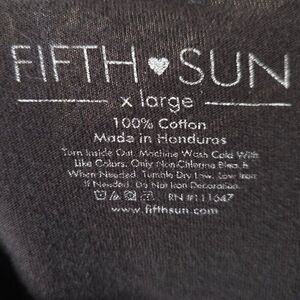 FIFTH♥SUN
x large
100% Cotton
Made in Honduras
Turn Inside Out. Machine Wash Cold With
Like Colors. Only Non-Chlorine Bleach
When Needed. Tumble Dry Low. Low Iron
If Needed. Do Not Iron Decoration.
RN #111647
www.fifthsun.com